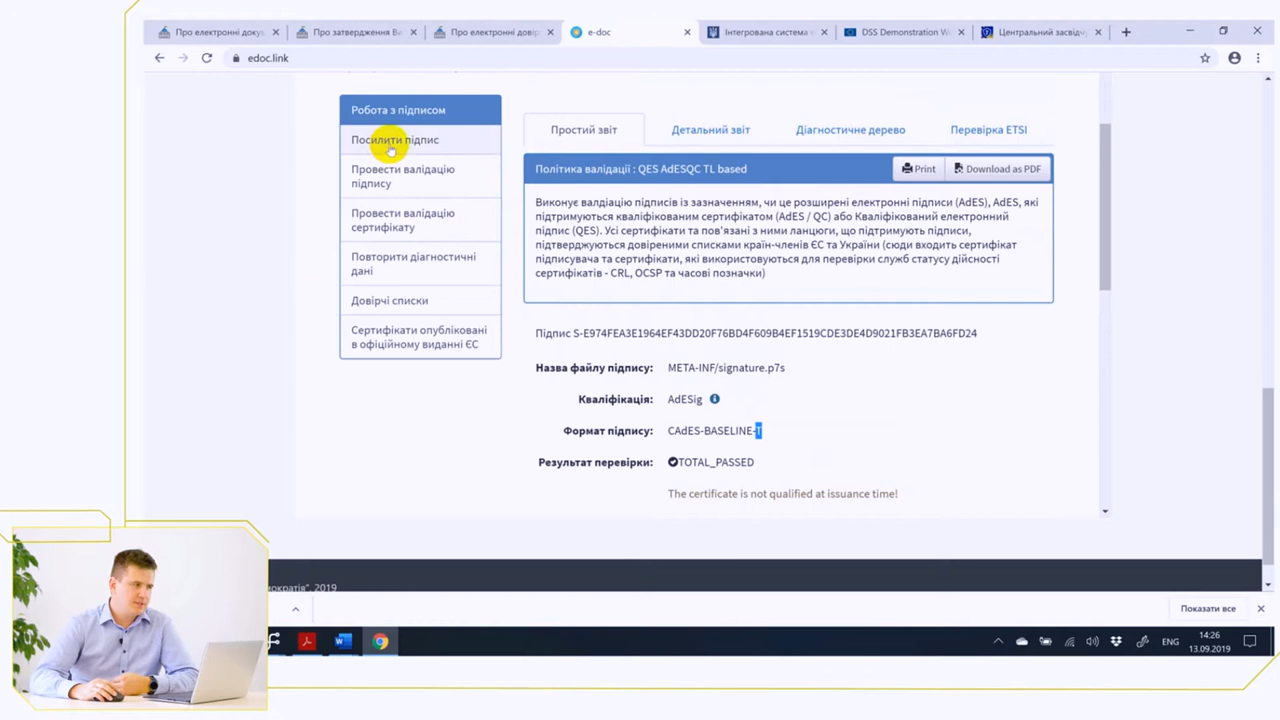 Про електронні докум
Про затвердження Ви
Про електронні довір
e-doc
Інтегрована система е
DSS Demonstration W
Центральний засвідчу
edoc.link
Робота з підписом
Посилити підпис
Провести валідацію
підпису
Провести валідацію
сертифікату
Повторити діагностичні
дані
Довірчі списки
Сертифікати опубліковані
в офіційному виданні ЄС
Простий звіт
Детальний звіт
Діагностичне дерево
Перевірка ETSI
Політика валідації : QES AdESQC TL based
Print
Download as PDF
Виконує валдіацію підписів із зазначенням, чи це розширені електронні підписи (AdES), AdES, які
підтримуються кваліфікованим сертифікатом (AdES / QC) або Кваліфікований електронний
підпис (QES). Усі сертифікати та пов'язані з ними ланцюги, що підтримують підписи,
підтверджуються довіреними списками країн-членів ЄС та України (сюди входить сертифікат
підписувача та сертифікати, які використовуються для перевірки служб статусу дійсності
сертифікатів - CRL, OCSP та часові позначки)
Підпис S-E974FEA3E1964EF43DD20F76BD4F609B4EF1519CDE3DE4D9021FB3EA7BA6FD24
Назва файлу підпису: META-INF/signature.p7s
Кваліфікація: AdESig
Формат підпису: CAdES-BASELINE-T
Результат перевірки: TOTAL_PASSED
The certificate is not qualified at issuance time!
мократія", 2019
Показати все
ENG
14:26
13.09.2019